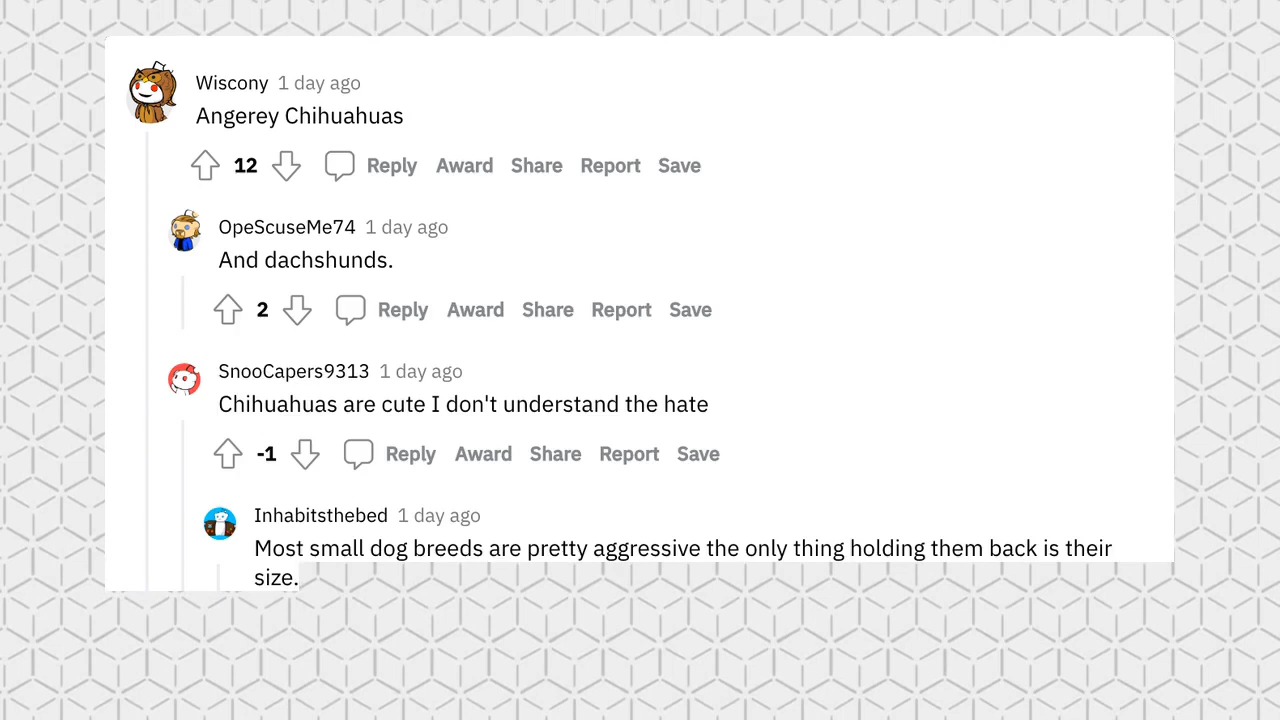 Wiscony 1 day ago
Angerey Chihuahuas
12 Reply Award Share Report Save
OpeScuseMe74 1 day ago
And dachshunds.
2 Reply Award Share Report Save
SnooCapers9313 1 day ago
Chihuahuas are cute I don't understand the hate
-1 Reply Award Share Report Save
Inhabitsthebed 1 day ago
Most small dog breeds are pretty aggressive the only thing holding them back is their
size.